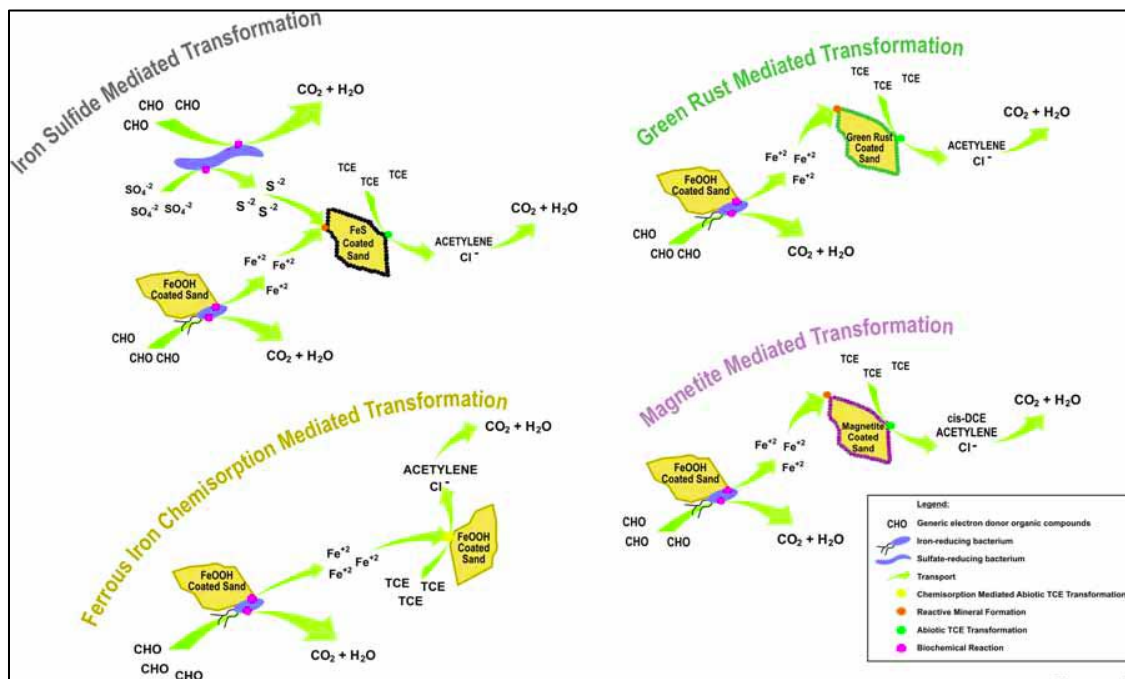 Iron Sulfide Mediated Transformation
CHO CHO
CHO
CO₂ + H₂O
SO₄⁻²
SO₄⁻² SO₄⁻²
S⁻²
S⁻² S⁻²
TCE
TCE
TCE
FeS
Coated
Sand
ACETYLENE
Cl⁻
CO₂ + H₂O
Fe⁺² Fe⁺²
Fe⁺²
FeOOH
Coated Sand
CHO
CHO CHO
CO₂ + H₂O
Green Rust Mediated Transformation
TCE
TCE
TCE
Green Rust
Coated
Sand
ACETYLENE
Cl⁻
CO₂ + H₂O
Fe⁺² Fe⁺²
Fe⁺²
FeOOH
Coated Sand
CHO
CHO CHO
CO₂ + H₂O
Ferrous Iron Chemisorption Mediated Transformation
CO₂ + H₂O
ACETYLENE
Cl⁻
FeOOH
Coated
Sand
Fe⁺²
Fe⁺²
Fe⁺²
TCE
TCE
TCE
FeOOH
Coated Sand
CHO
CHO
CHO
CO₂ + H₂O
Magnetite Mediated Transformation
TCE
TCE
TCE
Magnetite
Coated
Sand
cis-DCE
ACETYLENE
Cl⁻
CO₂ + H₂O
Fe⁺² Fe⁺²
Fe⁺²
FeOOH
Coated Sand
CHO
CHO
CHO
CO₂ + H₂O
Legend:
CHO Generic electron donor organic compounds
Iron-reducing bacterium
Sulfate-reducing bacterium
Transport
Chemisorption Mediated Abiotic TCE Transformation
Reactive Mineral Formation
Abiotic TCE Transformation
Biochemical Reaction